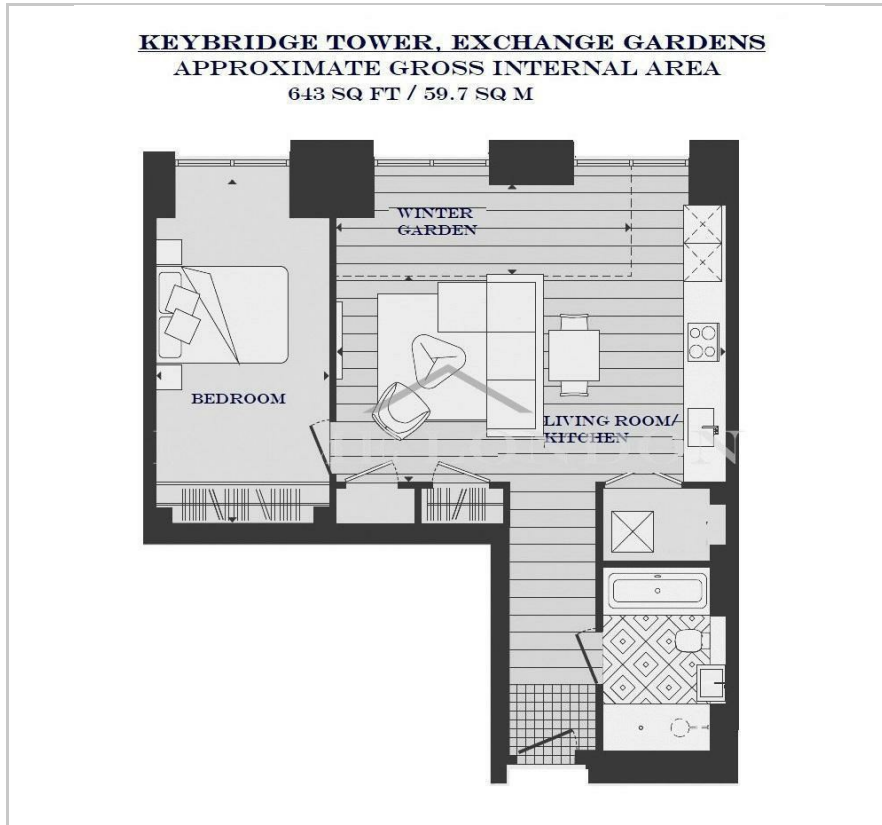 KEYBRIDGE TOWER, EXCHANGE GARDENS
APPROXIMATE GROSS INTERNAL AREA
643 SQ FT / 59.7 SQ M
WINTER
GARDEN
BEDROOM
LIVING ROOM/
KITCHEN